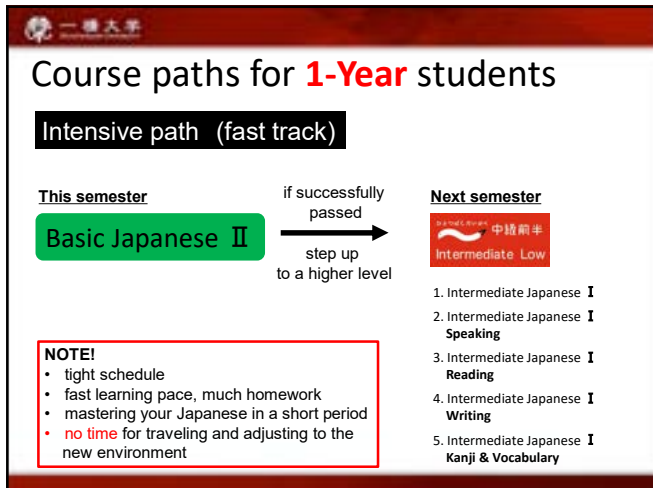 一橋大学
Course paths for 1-Year students
Intensive path (fast track)
This semester
Basic Japanese Ⅱ
if successfully
passed
step up
to a higher level
Next semester
中級前半
Intermediate Low
1. Intermediate Japanese Ⅰ
2. Intermediate Japanese Ⅰ
Speaking
3. Intermediate Japanese Ⅰ
Reading
4. Intermediate Japanese Ⅰ
Writing
5. Intermediate Japanese Ⅰ
Kanji & Vocabulary
NOTE!
• tight schedule
• fast learning pace, much homework
• mastering your Japanese in a short period
• no time for traveling and adjusting to the
new environment